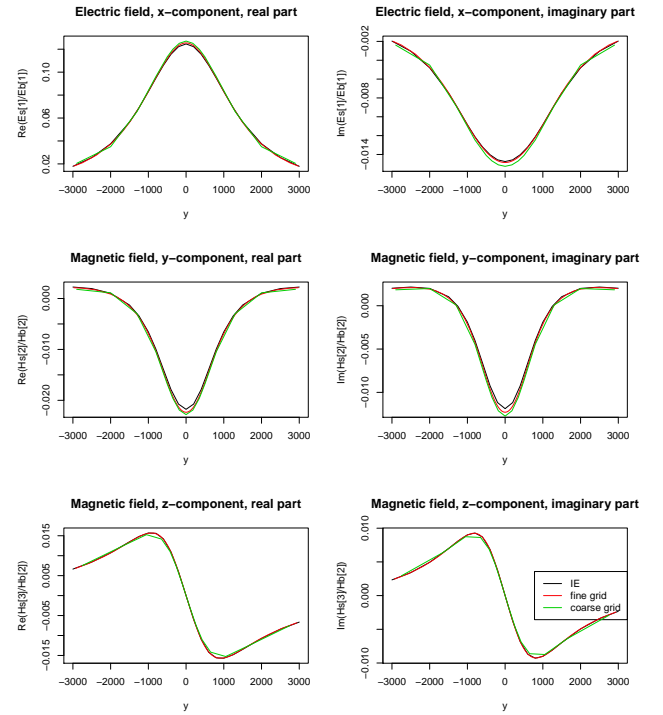 Electric field, x−component, real part
Re(Es[1]/Eb[1])
0.02 0.06 0.10
−3000 −2000 −1000 0 1000 2000 3000
y
Electric field, x−component, imaginary part
Im(Es[1]/Eb[1])
−0.014 −0.008 −0.002
−3000 −2000 −1000 0 1000 2000 3000
y
Magnetic field, y−component, real part
Re(Hs[2]/Hb[2])
−0.020 −0.010 0.000
−3000 −2000 −1000 0 1000 2000 3000
y
Magnetic field, y−component, imaginary part
Im(Hs[2]/Hb[2])
−0.010 −0.005 0.000
−3000 −2000 −1000 0 1000 2000 3000
y
Magnetic field, z−component, real part
Re(Hs[3]/Hb[2])
−0.015 −0.005 0.005 0.015
−3000 −2000 −1000 0 1000 2000 3000
y
Magnetic field, z−component, imaginary part
Im(Hs[3]/Hb[2])
−0.010 0.000 0.010
IE
fine grid
coarse grid
−3000 −2000 −1000 0 1000 2000 3000
y